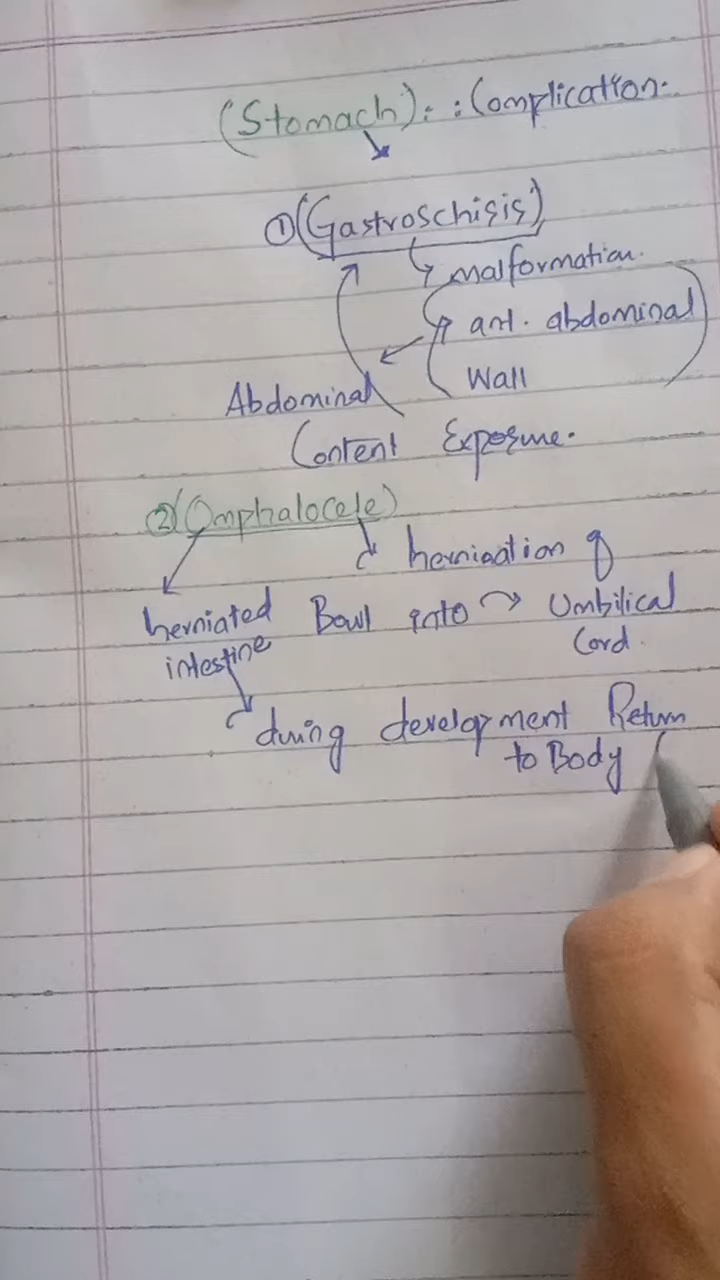 (Stomach): : Complication.
① (Gastroschisis)
malformation.
ant. abdominal
Wall
Abdominal
Content Exposure.
② (Omphalocele)
herniation of
herniated Bowl into Umbilical
intestine Cord.
during development Return
to Body (